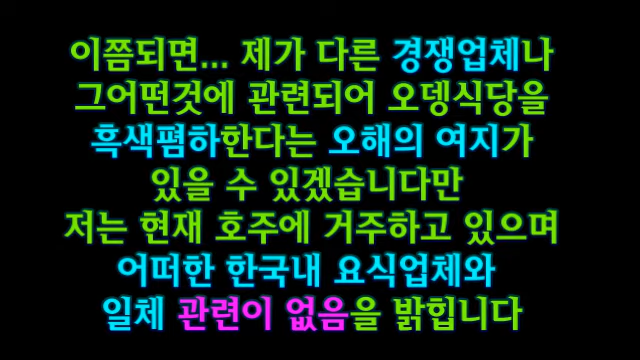 이쯤되면... 제가 다른 경쟁업체나
그어떤것에 관련되어 오뎅식당을
흑색폄하한다는 오해의 여지가
있을 수 있겠습니다만
저는 현재 호주에 거주하고 있으며
어떠한 한국내 요식업체와
일체 관련이 없음을 밝힙니다